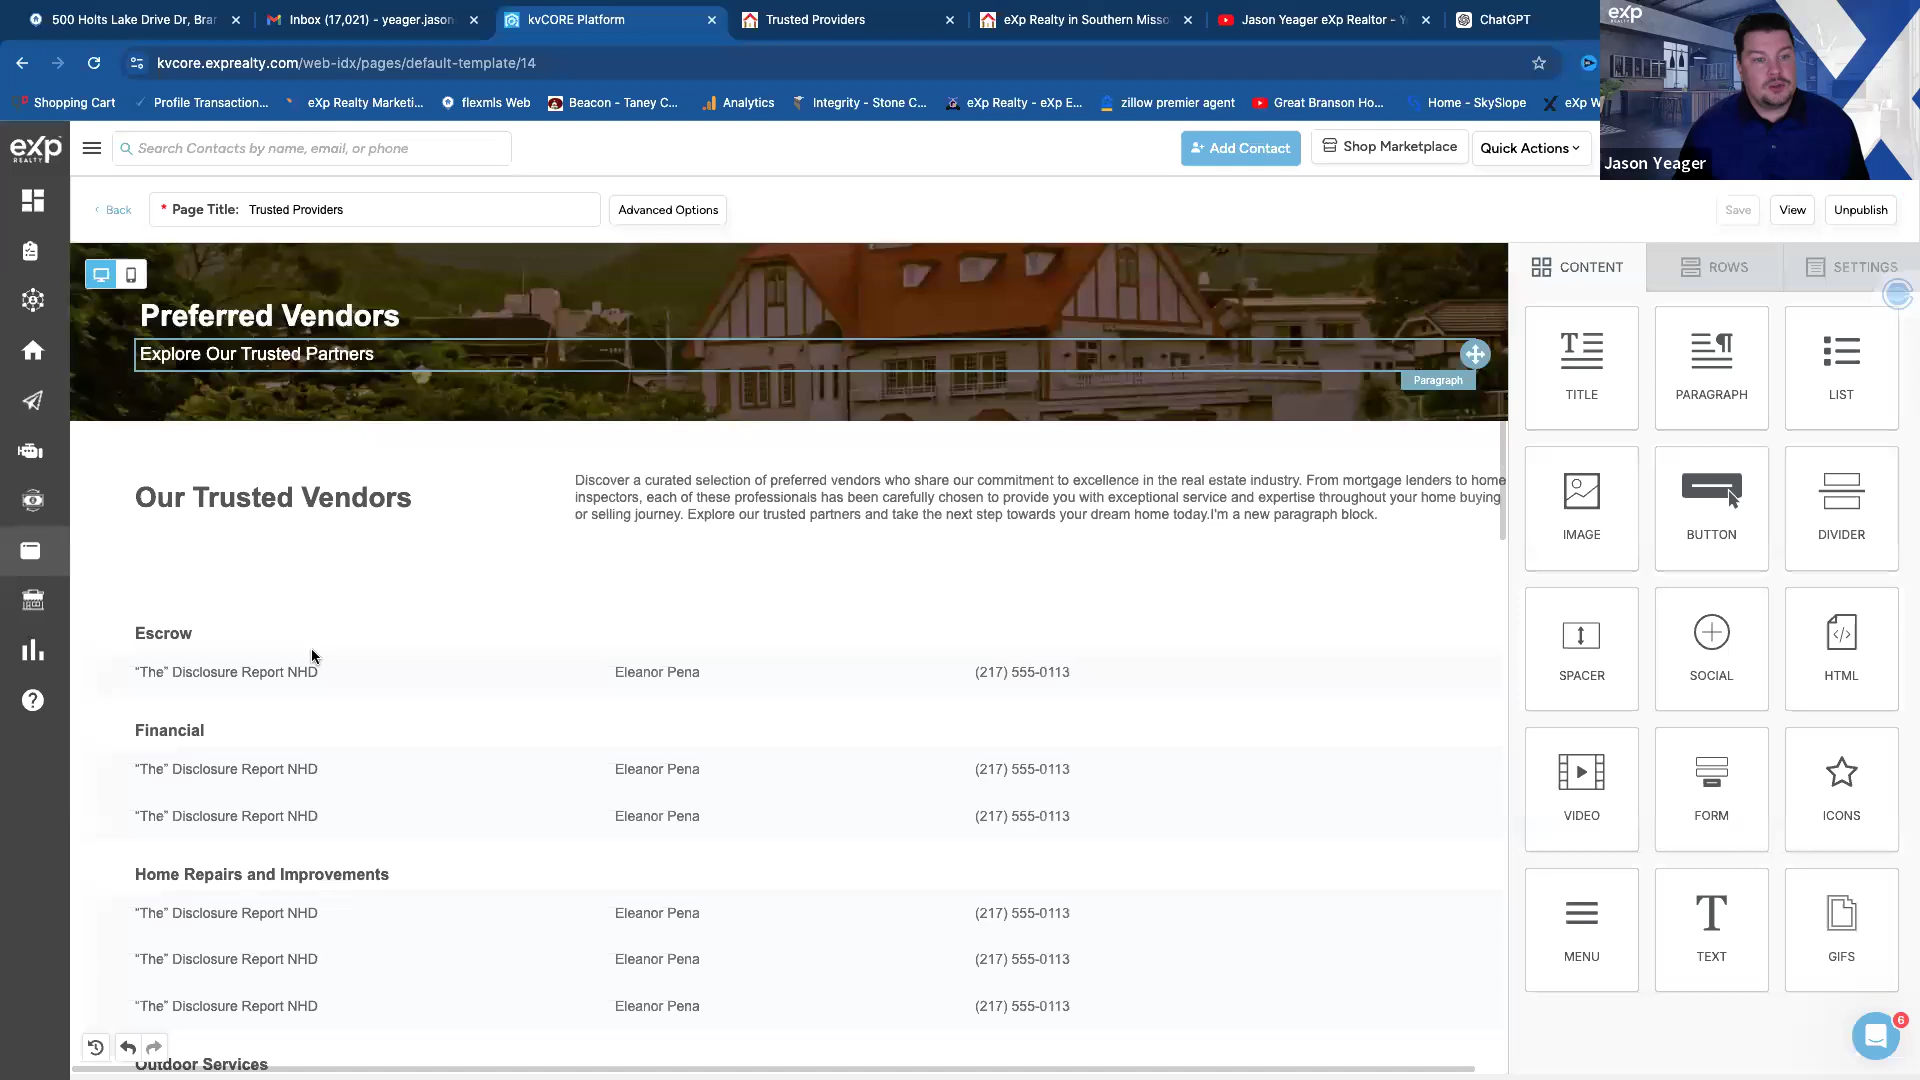 500 Holts Lake Drive Dr, Bra
Inbox (17,021) - yeager.jason
kvCORE Platform
Trusted Providers
eXp Realty in Southern Misso
Jason Yeager eXp Realtor - Y
ChatGPT
kvcore.exprealty.com/web-idx/pages/default-template/14
Shopping Cart
Profile Transaction...
eXp Realty Marketi...
flexmls Web
Beacon - Taney C...
Analytics
Integrity - Stone C...
eXp Realty - eXp E...
zillow premier agent
Great Branson Ho...
Home - SkySlope
eXp W
eXp
REALTY
Jason Yeager
eXp
REALTY
Search Contacts by name, email, or phone
Add Contact
Shop Marketplace
Quick Actions
Back
* Page Title: Trusted Providers
Advanced Options
Save
View
Unpublish
Preferred Vendors
Explore Our Trusted Partners
Paragraph
Our Trusted Vendors
Discover a curated selection of preferred vendors who share our commitment to excellence in the real estate industry. From mortgage lenders to home
inspectors, each of these professionals has been carefully chosen to provide you with exceptional service and expertise throughout your home buying
or selling journey. Explore our trusted partners and take the next step towards your dream home today.I'm a new paragraph block.
Escrow
“The” Disclosure Report NHD Eleanor Pena (217) 555-0113
Financial
“The” Disclosure Report NHD Eleanor Pena (217) 555-0113
“The” Disclosure Report NHD Eleanor Pena (217) 555-0113
Home Repairs and Improvements
“The” Disclosure Report NHD Eleanor Pena (217) 555-0113
“The” Disclosure Report NHD Eleanor Pena (217) 555-0113
“The” Disclosure Report NHD Eleanor Pena (217) 555-0113
Outdoor Services
CONTENT
ROWS
SETTINGS
TITLE
PARAGRAPH
LIST
IMAGE
BUTTON
DIVIDER
SPACER
SOCIAL
HTML
VIDEO
FORM
ICONS
MENU
TEXT
GIFS
6